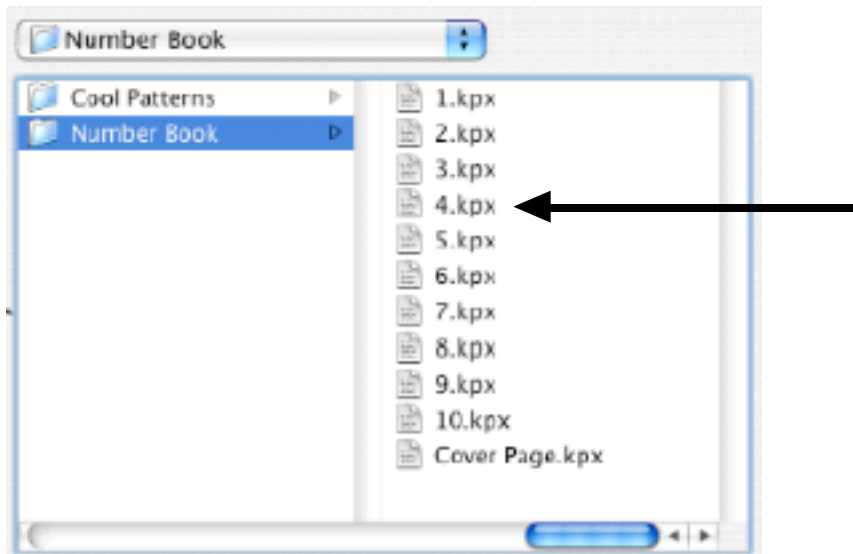 Number Book
Cool Patterns
Number Book
1.kpx
2.kpx
3.kpx
4.kpx
5.kpx
6.kpx
7.kpx
8.kpx
9.kpx
10.kpx
Cover Page.kpx